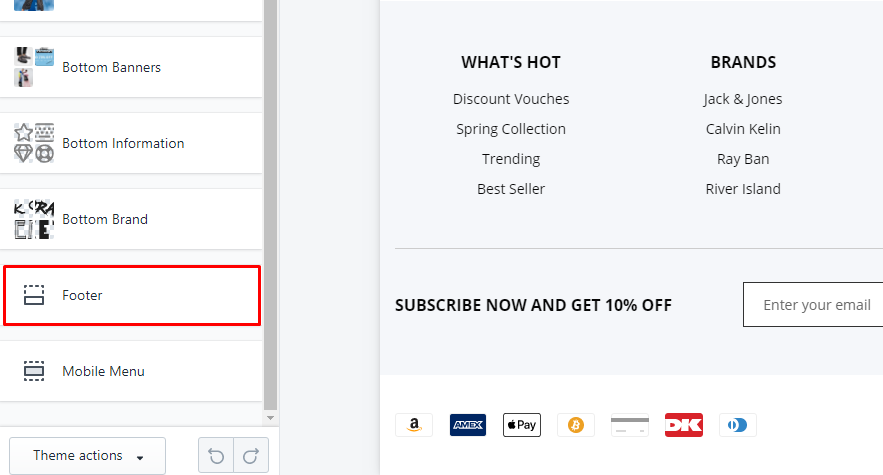 Bottom Banners
Bottom Information
Bottom Brand
Footer
Mobile Menu
Theme actions
WHAT'S HOT
Discount Vouches
Spring Collection
Trending
Best Seller
BRANDS
Jack & Jones
Calvin Kelin
Ray Ban
River Island
SUBSCRIBE NOW AND GET 10% OFF
Enter your email
a AMEX Pay DK